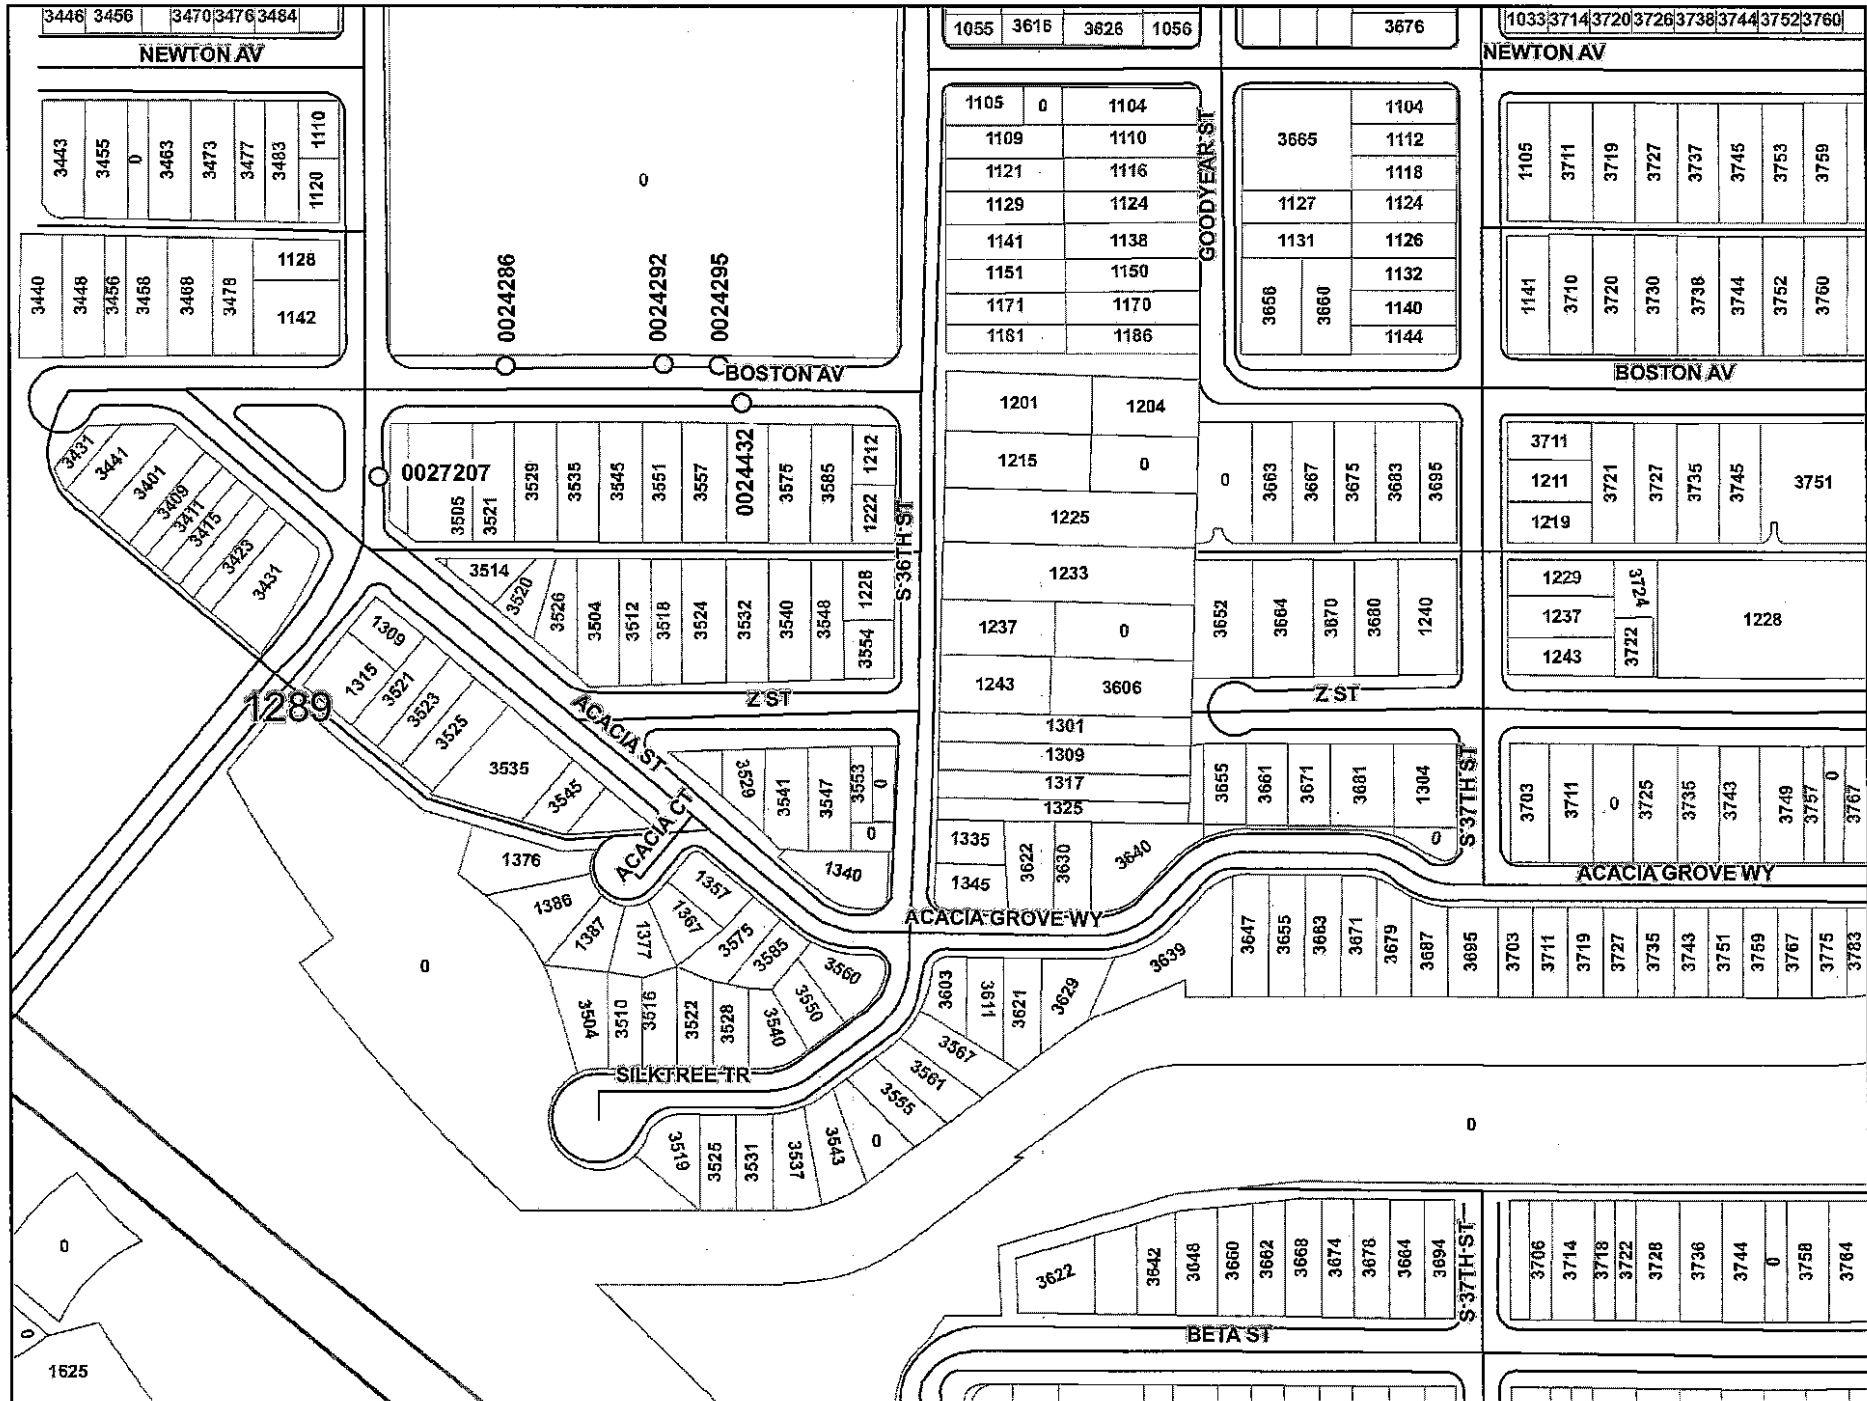 3446 3456 3470 3476 3484
1055 3616 3626 1056
3676
1033 3714 3720 3726 3738 3744 3752 3760
NEWTON AV
NEWTON AV
3443 3455 0 3463 3473 3477 3483 1110
1120
0
1105 0 1104
1109 1110
1121 1116
1129 1124
1141 1138
1151 1150
1171 1170
1181 1186
GOODYEAR ST
3665
1104
1112
1118
1127 1124
1131 1126
3656 3660
1132
1140
1144
1105 3711 3719 3727 3737 3745 3753 3759
3440 3448 3456 3458 3468 3478
1128
1142
0024286
0024292
0024295
1141 3710 3720 3730 3738 3744 3752 3760
BOSTON AV
BOSTON AV
3431
3441
3401
3409
3411
3415
3423
3431
0027207
3505 3521 3529 3535 3545 3551 3557
0024432
3575 3585
1212
1222
S 36TH ST
1201 1204
1215 0
1225
1233
1237 0
1243 3606
1301
1309
1317
1325
0 3663 3667 3675 3683 3695
3711
1211
1219
3721 3727 3735 3745 3751
3514
3520
3526
3504 3512 3518 3524 3532 3540 3548
1228
3554
3652 3664 3670 3680 1240
1229
1237
1243
3724
3722
1228
1309
1315
3521
3523
3525
3535
3545
1289
ACACIA ST
Z ST
Z ST
3529 3541 3547 3553 0
0
3655 3661 3671 3681 1304
0
S 37TH ST
3703 3711 0 3725 3735 3743 3749 3757 0 3767
ACACIA CT
1335
1345
3622 3630 3640
1340
ACACIA GROVE WY
ACACIA GROVE WY
1376
1386
1387
1377
1367
1357
3575
3585
3560
3550
3540
3504 3510 3516 3522 3528
0
3603 3611 3621 3629 3639
3647 3655 3663 3671 3679 3687 3695 3703 3711 3719 3727 3735 3743 3751 3759 3767 3775 3783
3567
3561
3555
SILKTREE TR
3519 3525 3531 3537 3543 0
0
0
0
1625
3622 3642 3648 3660 3662 3668 3674 3678 3664 3694
S 37TH ST
3706 3714 3718 3722 3728 3736 3744 0 3758 3764
BETA ST